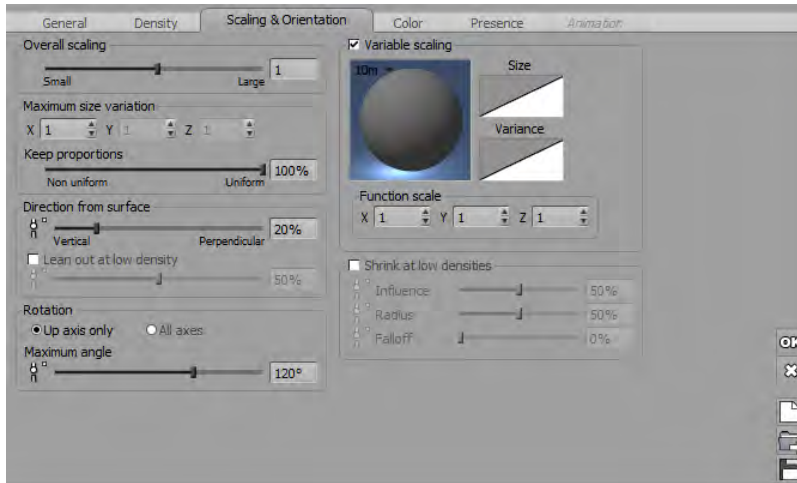 General Density Scaling & Orientation Color Presence Animation
Overall scaling
Small Large 1
Maximum size variation
X 1 Y 1 Z 1
Keep proportions
Non uniform Uniform 100%
Direction from surface
Vertical Perpendicular 20%
Lean out at low density
50%
Rotation
Up axis only All axes
Maximum angle
120°
Variable scaling
10m
Size
Variance
Function scale
X 1 Y 1 Z 1
Shrink at low densities
Influence 50%
Radius 50%
Falloff 0%
OK